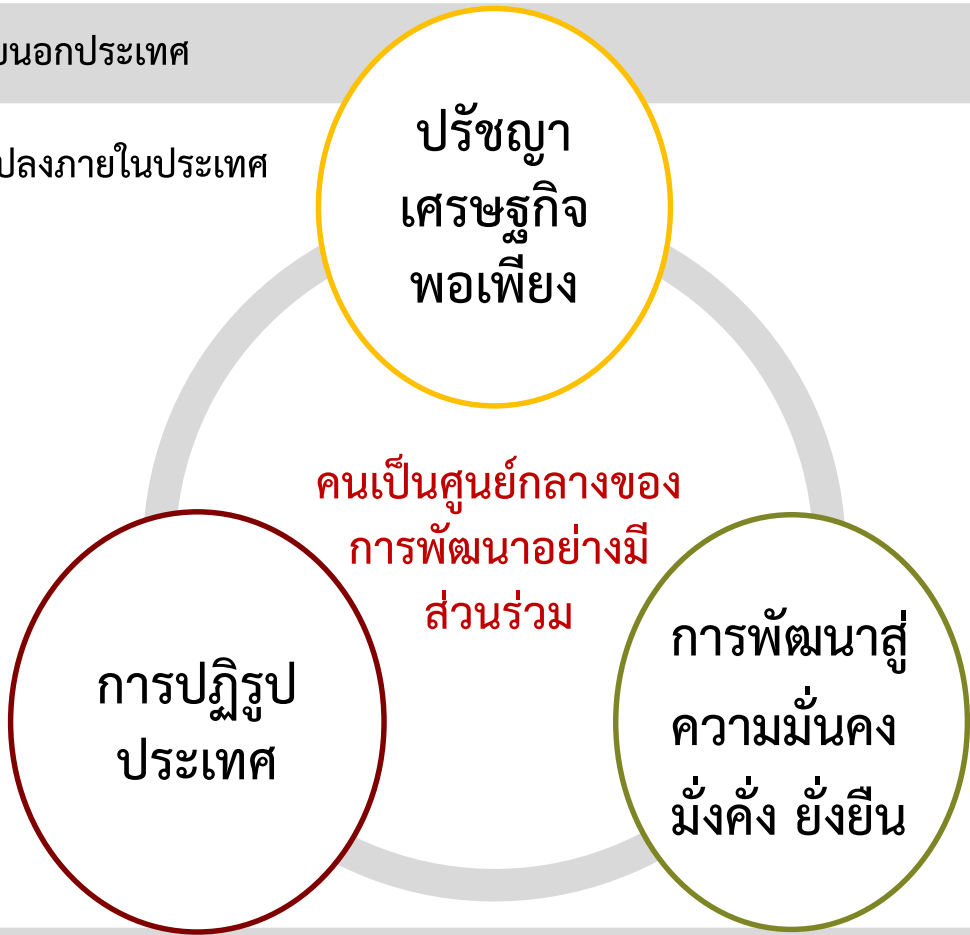 นอกประเทศ
ปลงภายในประเทศ
ปรัชญา
เศรษฐกิจ
พอเพียง
คนเป็นศูนย์กลางของ
การพัฒนาอย่างมี
ส่วนร่วม
การปฏิรูป
ประเทศ
การพัฒนาสู่
ความมั่นคง
มั่งคั่ง ยั่งยืน